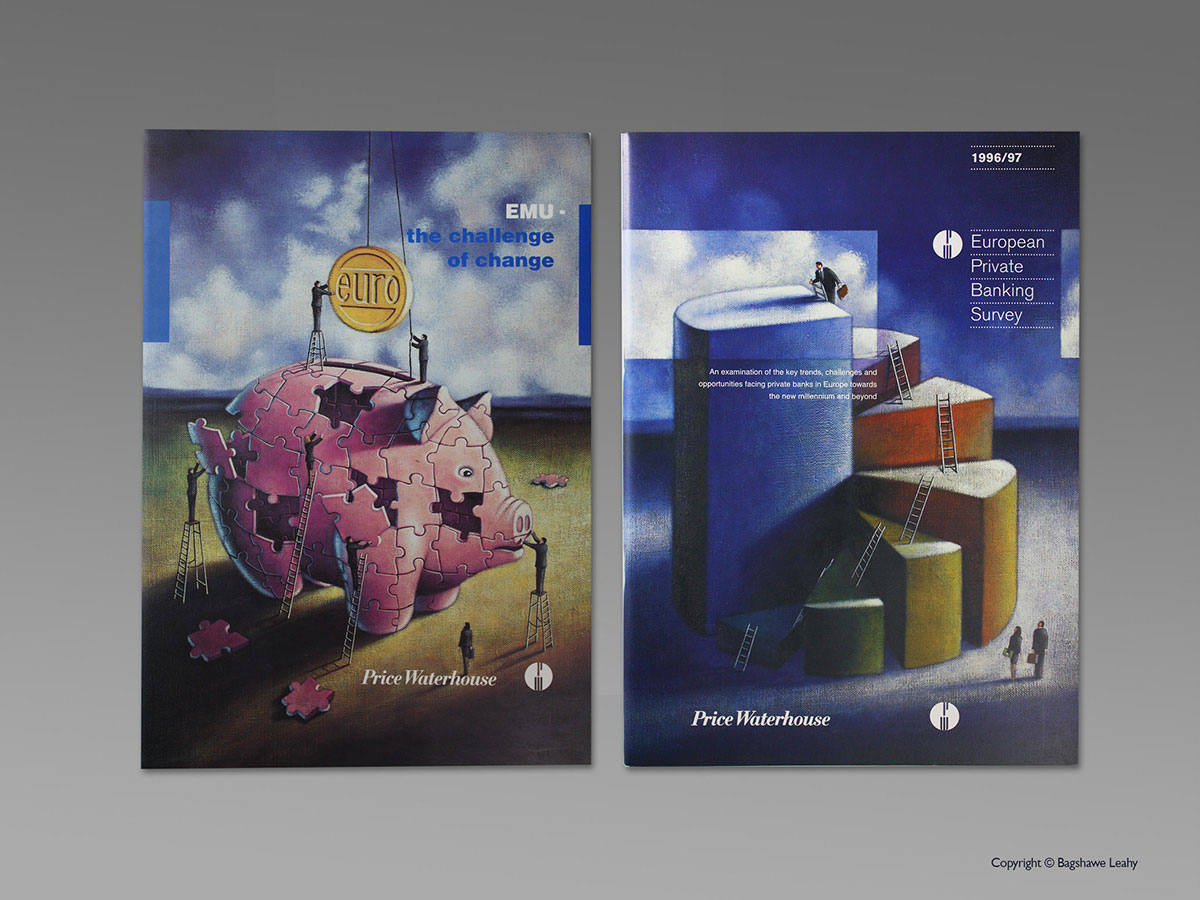 EMU -
the challenge
of change
euro
Price Waterhouse
1996/97
European
Private
Banking
Survey
An examination of the key trends, challenges and
opportunities facing private banks in Europe towards
the new millennium and beyond
Price Waterhouse
Copyright © Bagshawe Leahy